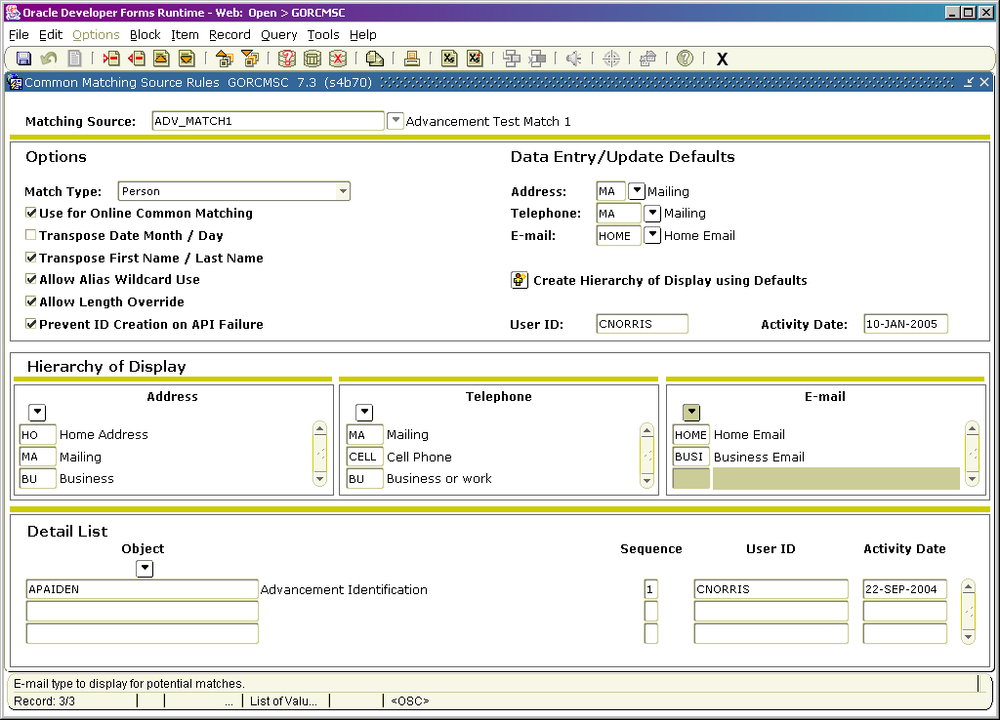 Oracle Developer Forms Runtime - Web: Open > GORCMSC
File Edit Options Block Item Record Query Tools Help
Common Matching Source Rules GORCMSC 7.3 (s4b70)
Matching Source: ADV_MATCH1 Advancement Test Match 1
Options
Data Entry/Update Defaults
Match Type: Person
Address: MA Mailing
Use for Online Common Matching
Telephone: MA Mailing
Transpose Date Month / Day
E-mail: HOME Home Email
Transpose First Name / Last Name
Allow Alias Wildcard Use
Create Hierarchy of Display using Defaults
Allow Length Override
Prevent ID Creation on API Failure
User ID: CNORRIS Activity Date: 10-JAN-2005
Hierarchy of Display
Address Telephone E-mail
HO Home Address MA Mailing HOME Home Email
MA Mailing CELL Cell Phone BUSI Business Email
BU Business BU Business or work
Detail List
Object Sequence User ID Activity Date
APAIDEN Advancement Identification 1 CNORRIS 22-SEP-2004
E-mail type to display for potential matches.
Record: 3/3 ... List of Valu... <OSC>